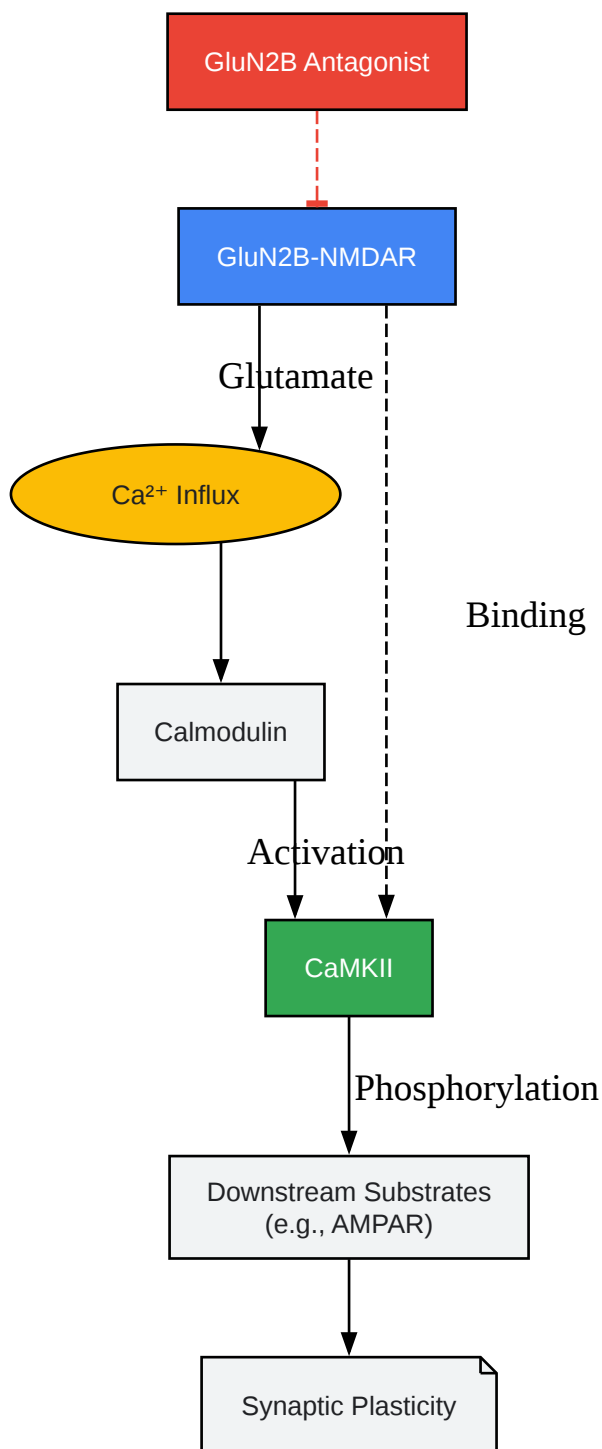 GluN2B Antagonist
GluN2B-NMDAR
Glutamate
Ca²⁺ Influx
Binding
Calmodulin
Activation
CaMKII
Phosphorylation
Downstream Substrates
(e.g., AMPAR)
Synaptic Plasticity